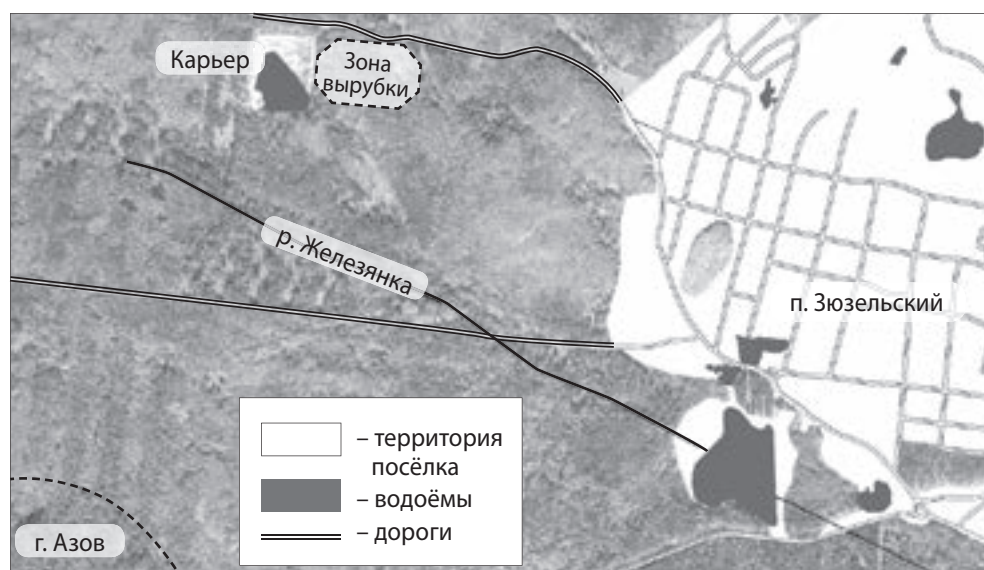 Карьер
Зона
вырубки
р. Железянка
п. Зюзельский
– территория
посёлка
– водоёмы
– дороги
г. Азов